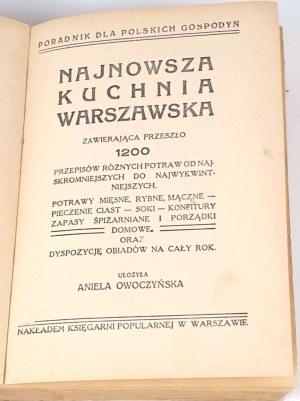 PORADNIK DLA POLSKICH GOSPODYŃ
NAJNOWSZA
KUCHNIA
WARSZAWSKA
ZAWIERAJĄCA PRZESZŁO
1200
PRZEPISÓW RÓŻNYCH POTRAW OD NAJ-
SKROMNIEJSZYCH DO NAJWYKWINT-
NIEJSZYCH.
POTRAWY MIĘSNE, RYBNE, MĄCZNE —
PIECZENIE CIAST — SOKI — KONFITURY
ZAPASY ŚPIŻARNIANE I PORZĄDKI
DOMOWE.
ORAZ
DYSPOZYCJĘ OBIADÓW NA CAŁY ROK.
UŁOŻYŁA
ANIELA OWOCZYŃSKA
NAKŁADEM KSIĘGARNI POPULARNEJ W WARSZAWIE